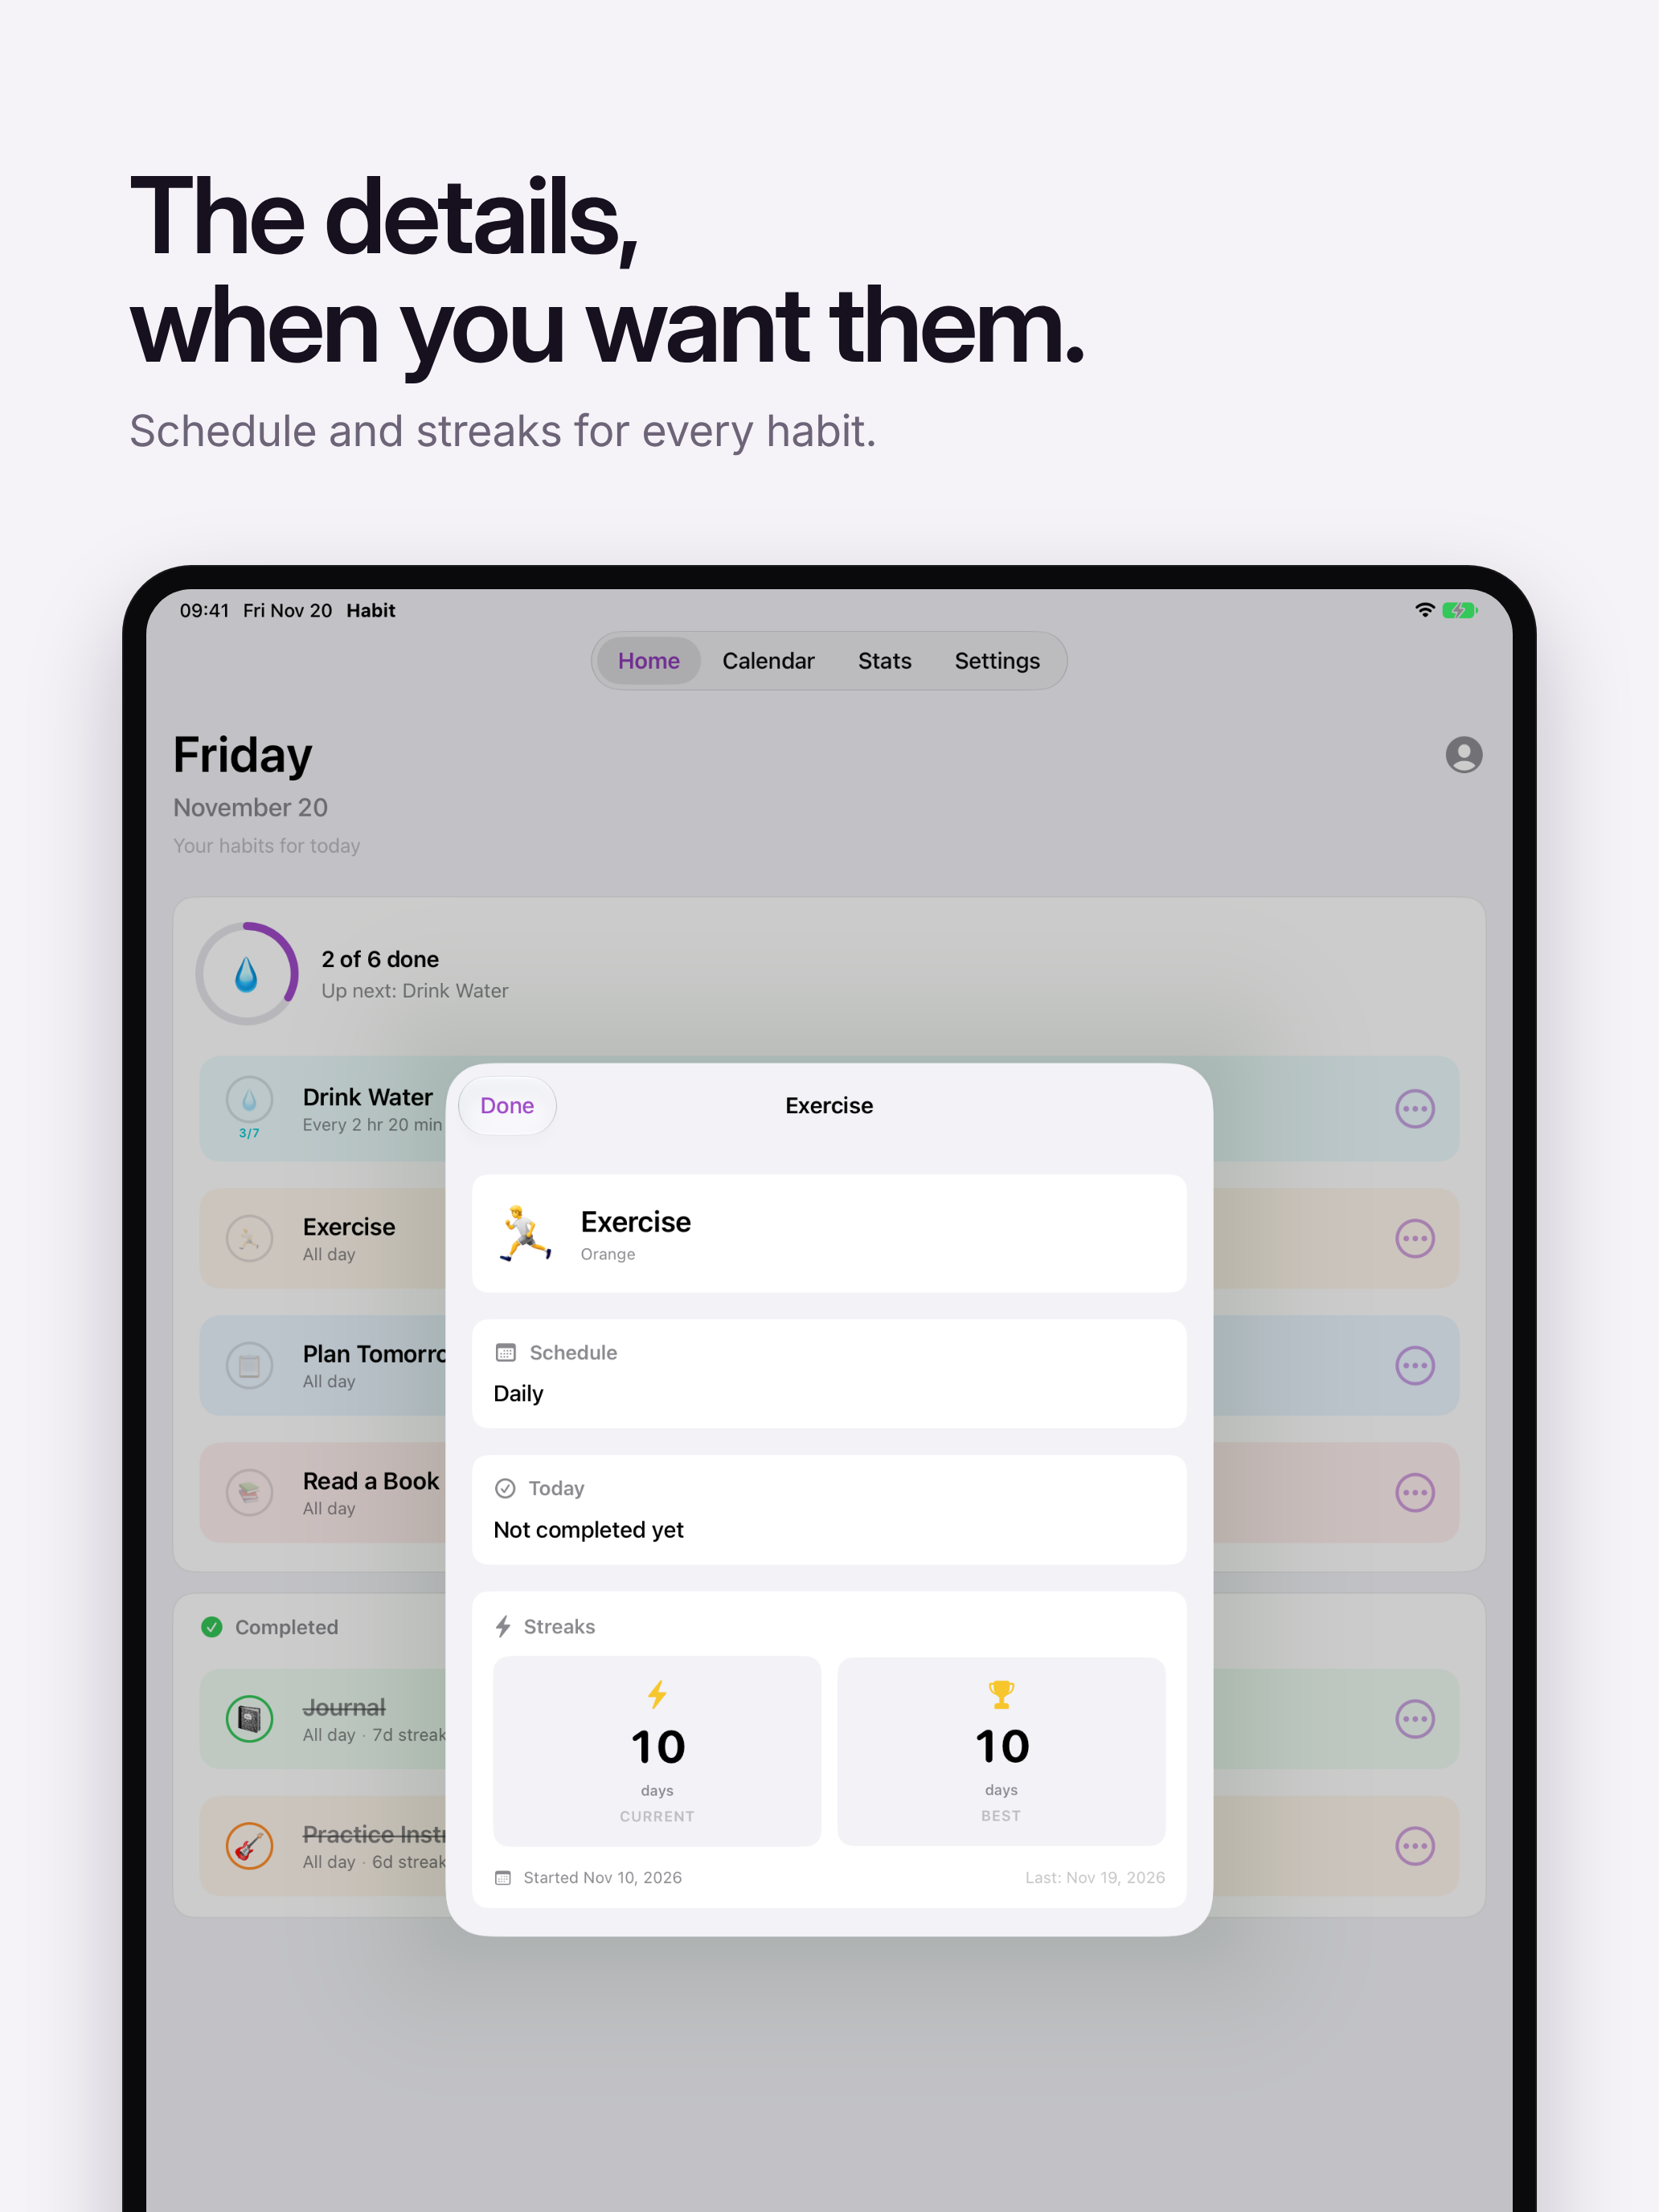 The details,
when you want them.
Schedule and streaks for every habit.
09:41 Fri Nov 20 Habit
Home Calendar Stats Settings
Friday
November 20
Your habits for today
2 of 6 done
Up next: Drink Water
Drink Water
Every 2 hr 20 min
3/7
Exercise
All day
Plan Tomorro
All day
Read a Book
All day
Completed
Journal
All day · 7d streak
Practice Instr
All day · 6d streak
Done
Exercise
Exercise
Orange
Schedule
Daily
Today
Not completed yet
Streaks
10
days
CURRENT
10
days
BEST
Started Nov 10, 2026
Last: Nov 19, 2026